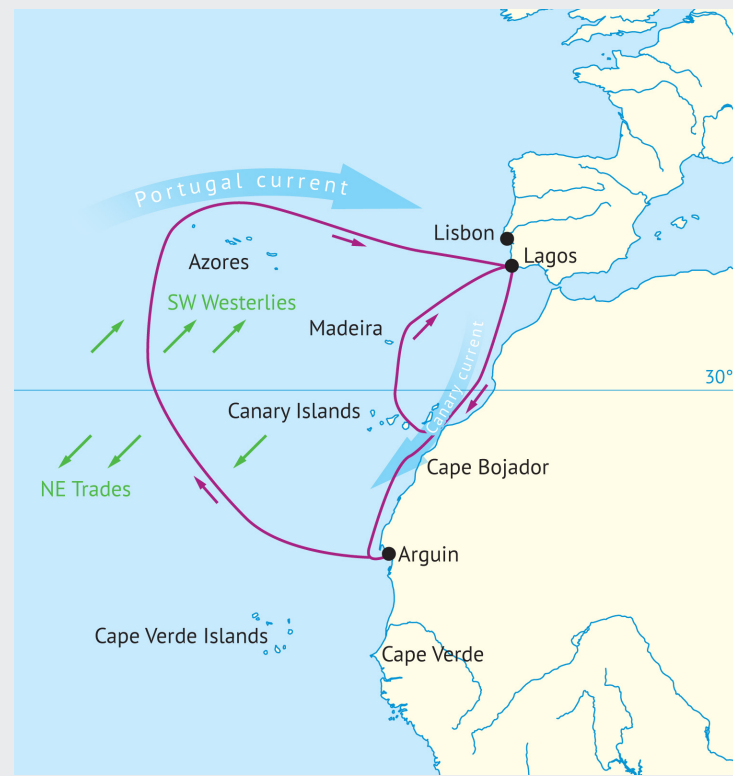 Portugal current
Lisbon
Lagos
Azores
SW Westerlies
Madeira
Canary current
30°
Canary Islands
Cape Bojador
NE Trades
Arguin
Cape Verde Islands
Cape Verde